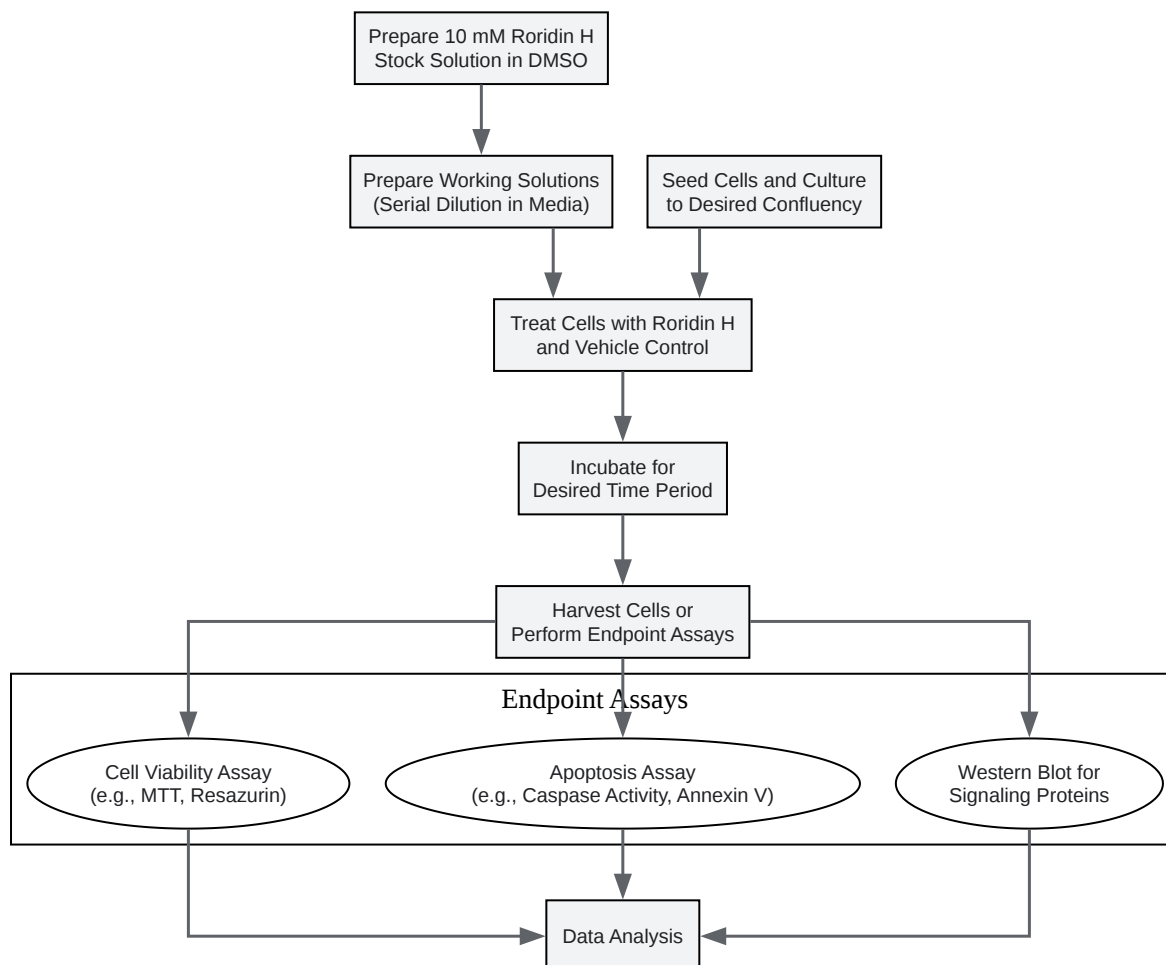 Prepare 10 mM Roridin H
Stock Solution in DMSO
Prepare Working Solutions
(Serial Dilution in Media)
Seed Cells and Culture
to Desired Confluency
Treat Cells with Roridin H
and Vehicle Control
Incubate for
Desired Time Period
Harvest Cells or
Perform Endpoint Assays
Endpoint Assays
Cell Viability Assay
(e.g., MTT, Resazurin)
Apoptosis Assay
(e.g., Caspase Activity, Annexin V)
Western Blot for
Signaling Proteins
Data Analysis